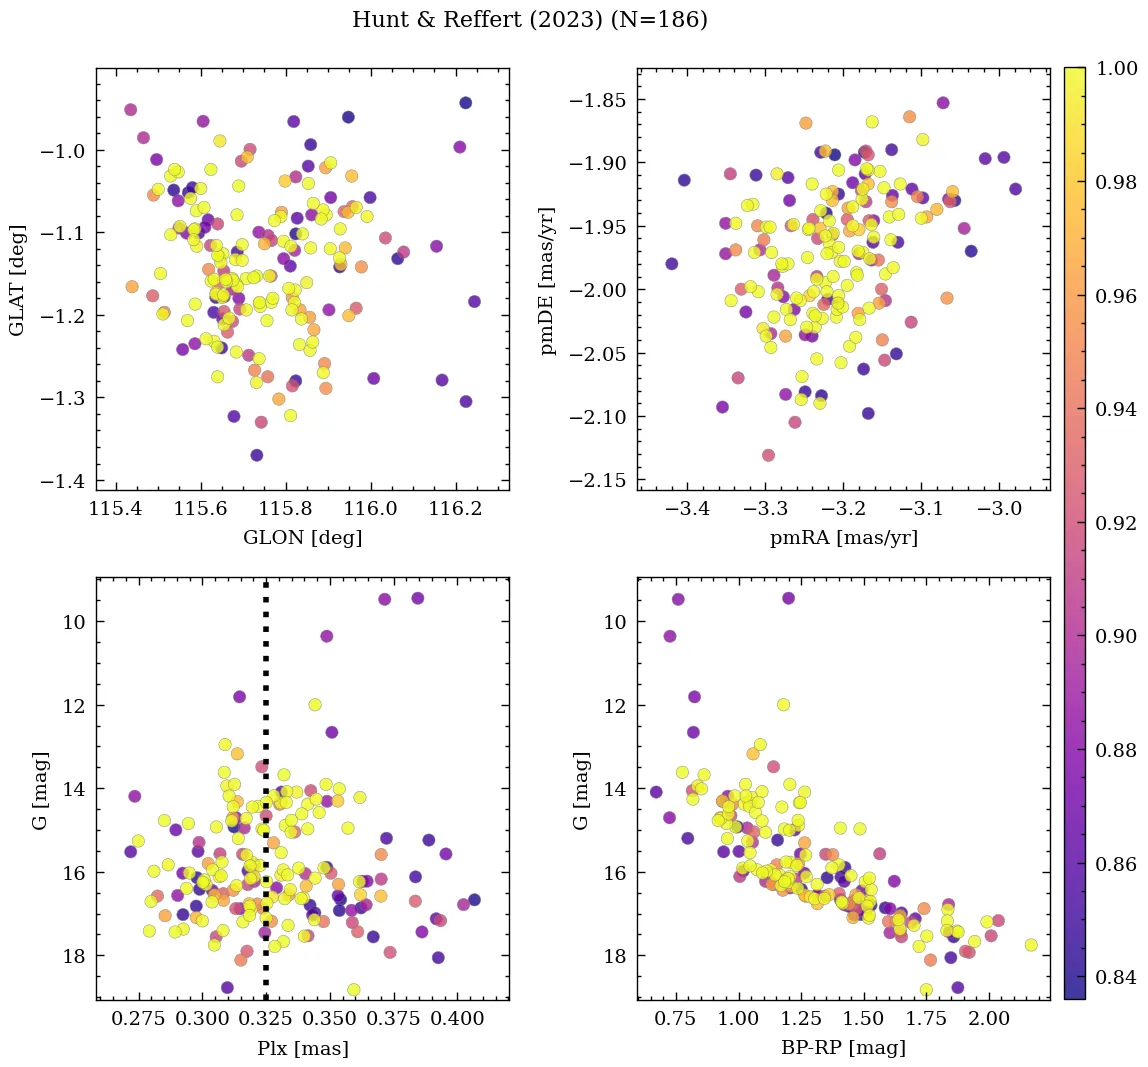 Hunt & Reffert (2023) (N=186)
−1.0
−1.1
−1.2
−1.3
−1.4
GLAT [deg]
115.4 115.6 115.8 116.0 116.2
GLON [deg]
−1.85
−1.90
−1.95
−2.00
−2.05
−2.10
−2.15
pmDE [mas/yr]
−3.4 −3.3 −3.2 −3.1 −3.0
pmRA [mas/yr]
10
12
14
16
18
G [mag]
0.275 0.300 0.325 0.350 0.375 0.400
Plx [mas]
10
12
14
16
18
G [mag]
0.75 1.00 1.25 1.50 1.75 2.00
BP-RP [mag]
1.00
0.98
0.96
0.94
0.92
0.90
0.88
0.86
0.84